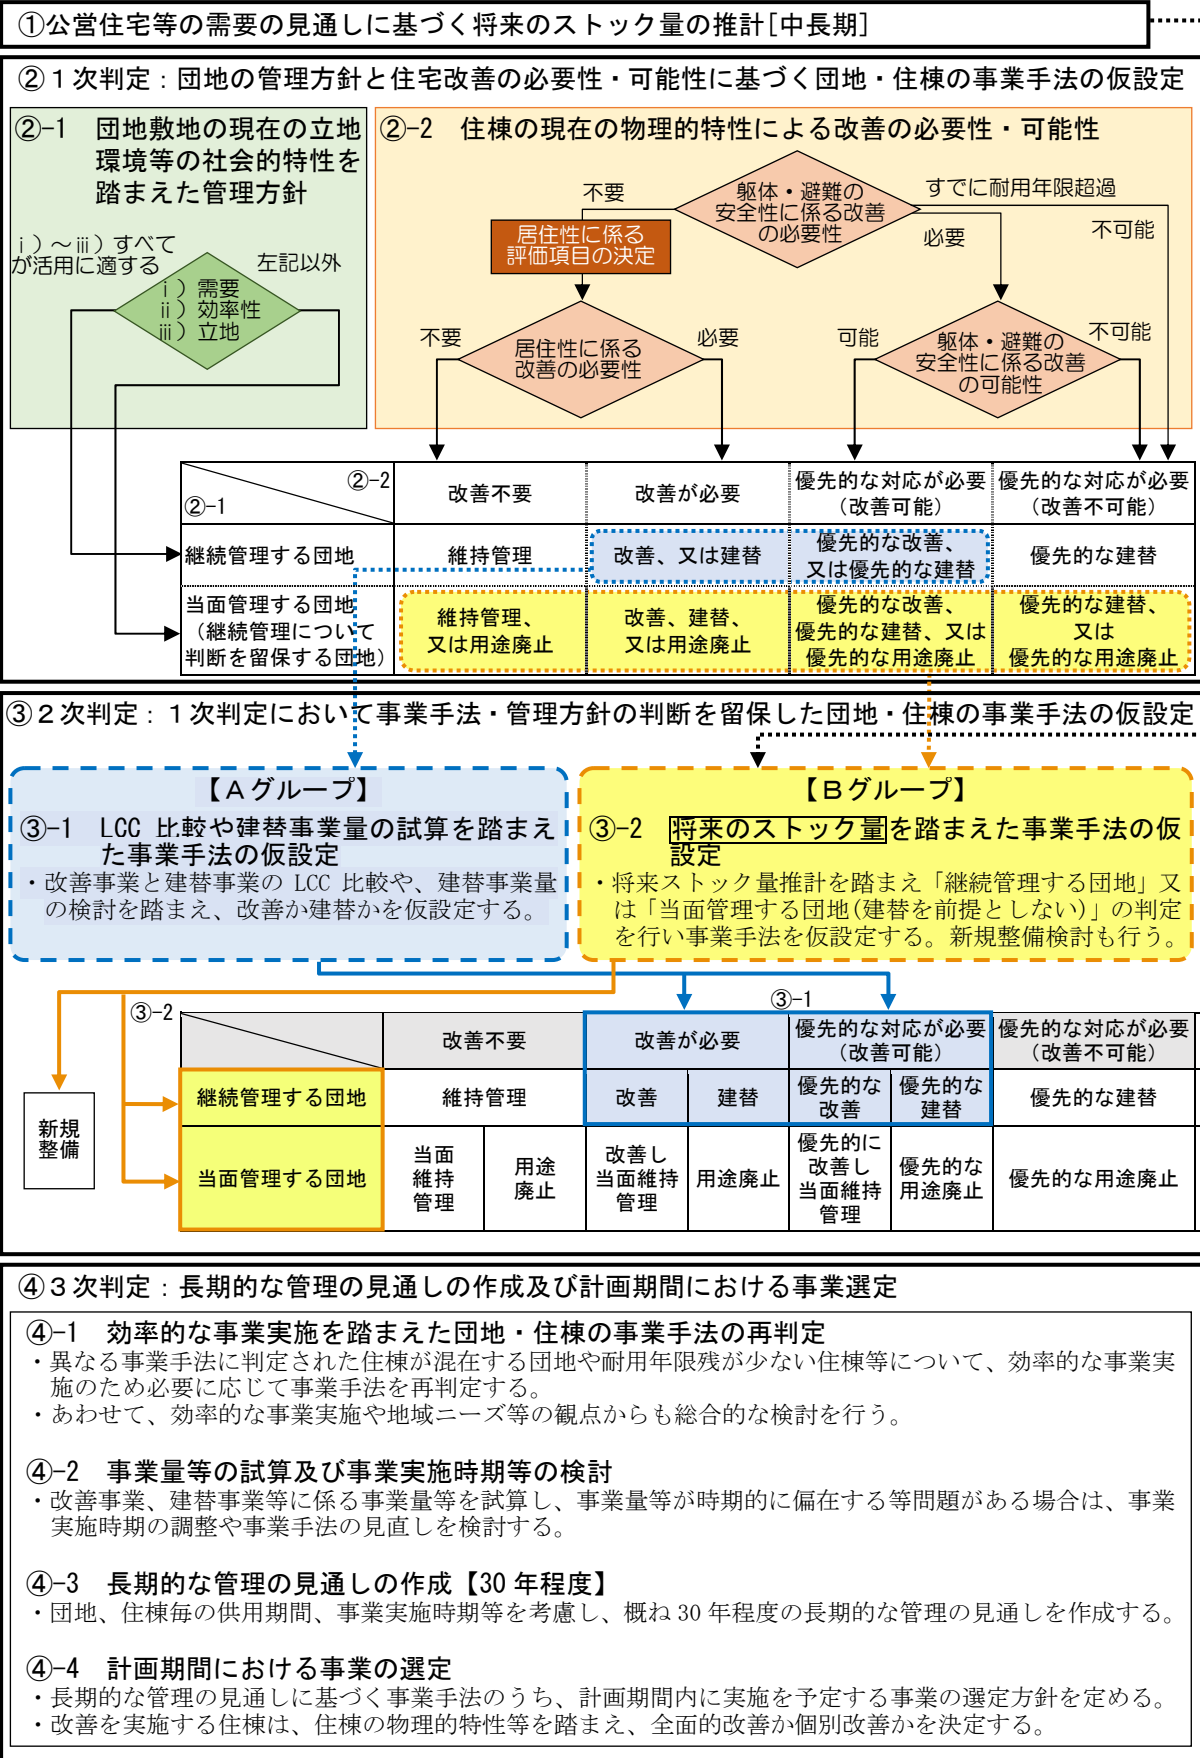 ①公営住宅等の需要の見通しに基づく将来のストック量の推計[中長期]
②１次判定：団地の管理方針と住宅改善の必要性・可能性に基づく団地・住棟の事業手法の仮設定
②-1 団地敷地の現在の立地
環境等の社会的特性を
踏まえた管理方針
ⅰ）～ⅲ）すべて
が活用に適する
左記以外
ⅰ）需要
ⅱ）効率性
ⅲ）立地
②-2 住棟の現在の物理的特性による改善の必要性・可能性
不要
躯体・避難の
安全性に係る改善
の必要性
すでに耐用年限超過
必要
不可能
居住性に係る
評価項目の決定
不要
居住性に係る
改善の必要性
必要
可能
躯体・避難の
安全性に係る改善
の可能性
不可能
②-2
②-1
改善不要
改善が必要
優先的な対応が必要
（改善可能）
優先的な対応が必要
（改善不可能）
継続管理する団地
維持管理
改善、又は建替
優先的な改善、
又は優先的な建替
優先的な建替
当面管理する団地
（継続管理について
判断を留保する団地）
維持管理、
又は用途廃止
改善、建替、
又は用途廃止
優先的な改善、
優先的な建替、又は
優先的な用途廃止
優先的な建替、
又は
優先的な用途廃止
③２次判定：１次判定において事業手法・管理方針の判断を留保した団地・住棟の事業手法の仮設定
【Ａグループ】
③-1 LCC 比較や建替事業量の試算を踏まえ
た事業手法の仮設定
・改善事業と建替事業の LCC 比較や、建替事業量
の検討を踏まえ、改善か建替かを仮設定する。
【Ｂグループ】
③-2 将来のストック量を踏まえた事業手法の仮
設定
・将来ストック量推計を踏まえ「継続管理する団地」又
は「当面管理する団地(建替を前提としない)」の判定
を行い事業手法を仮設定する。新規整備検討も行う。
③-2
③-1
改善不要
改善が必要
優先的な対応が必要
（改善可能）
優先的な対応が必要
（改善不可能）
新規
整備
継続管理する団地
維持管理
改善
建替
優先的な
改善
優先的な
建替
優先的な建替
当面管理する団地
当面
維持
管理
用途
廃止
改善し
当面維持
管理
用途廃止
優先的に
改善し
当面維持
管理
優先的な
用途廃止
優先的な用途廃止
④３次判定：長期的な管理の見通しの作成及び計画期間における事業選定
④-1 効率的な事業実施を踏まえた団地・住棟の事業手法の再判定
・異なる事業手法に判定された住棟が混在する団地や耐用年限残が少ない住棟等について、効率的な事業実
施のため必要に応じて事業手法を再判定する。
・あわせて、効率的な事業実施や地域ニーズ等の観点からも総合的な検討を行う。
④-2 事業量等の試算及び事業実施時期等の検討
・改善事業、建替事業等に係る事業量等を試算し、事業量等が時期的に偏在する等問題がある場合は、事業
実施時期の調整や事業手法の見直しを検討する。
④-3 長期的な管理の見通しの作成【30 年程度】
・団地、住棟毎の供用期間、事業実施時期等を考慮し、概ね 30 年程度の長期的な管理の見通しを作成する。
④-4 計画期間における事業の選定
・長期的な管理の見通しに基づく事業手法のうち、計画期間内に実施を予定する事業の選定方針を定める。
・改善を実施する住棟は、住棟の物理的特性等を踏まえ、全面的改善か個別改善かを決定する。